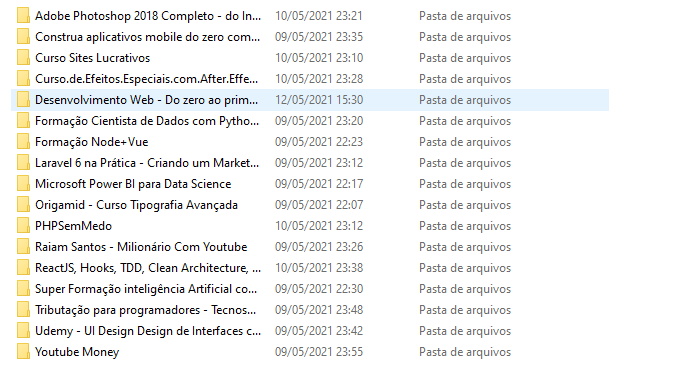 Adobe Photoshop 2018 Completo - do In... 10/05/2021 23:21 Pasta de arquivos
Construa aplicativos mobile do zero com... 09/05/2021 23:35 Pasta de arquivos
Curso Sites Lucrativos 10/05/2021 23:10 Pasta de arquivos
Curso.de.Efeitos.Especiais.com.After.Effe... 10/05/2021 23:28 Pasta de arquivos
Desenvolvimento Web - Do zero ao prim... 12/05/2021 15:30 Pasta de arquivos
Formação Cientista de Dados com Pytho... 09/05/2021 23:20 Pasta de arquivos
Formação Node+Vue 09/05/2021 22:23 Pasta de arquivos
Laravel 6 na Prática - Criando um Market... 09/05/2021 23:12 Pasta de arquivos
Microsoft Power BI para Data Science 09/05/2021 22:17 Pasta de arquivos
Origamid - Curso Tipografia Avançada 09/05/2021 22:07 Pasta de arquivos
PHPSemMedo 10/05/2021 23:12 Pasta de arquivos
Raiam Santos - Milionário Com Youtube 09/05/2021 23:26 Pasta de arquivos
ReactJS, Hooks, TDD, Clean Architecture, ... 10/05/2021 23:38 Pasta de arquivos
Super Formação inteligência Artificial co... 09/05/2021 22:30 Pasta de arquivos
Tributação para programadores - Tecnos... 09/05/2021 23:48 Pasta de arquivos
Udemy - UI Design Design de Interfaces c... 09/05/2021 23:42 Pasta de arquivos
Youtube Money 09/05/2021 23:55 Pasta de arquivos